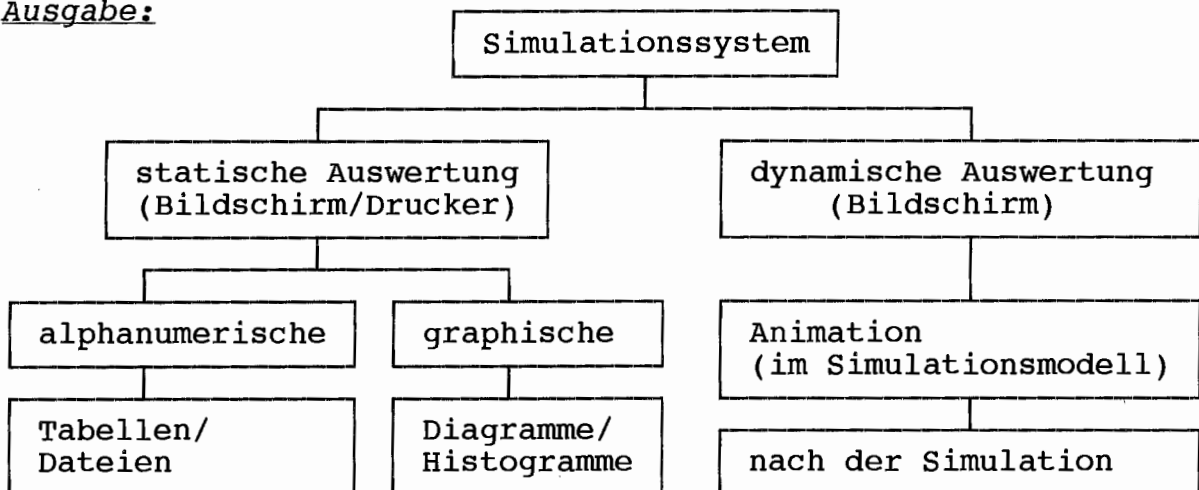 Ausgabe:
Simulationssystem
statische Auswertung
(Bildschirm/Drucker)
dynamische Auswertung
(Bildschirm)
alphanumerische
graphische
Animation
(im Simulationsmodell)
Tabellen/
Dateien
Diagramme/
Histogramme
nach der Simulation